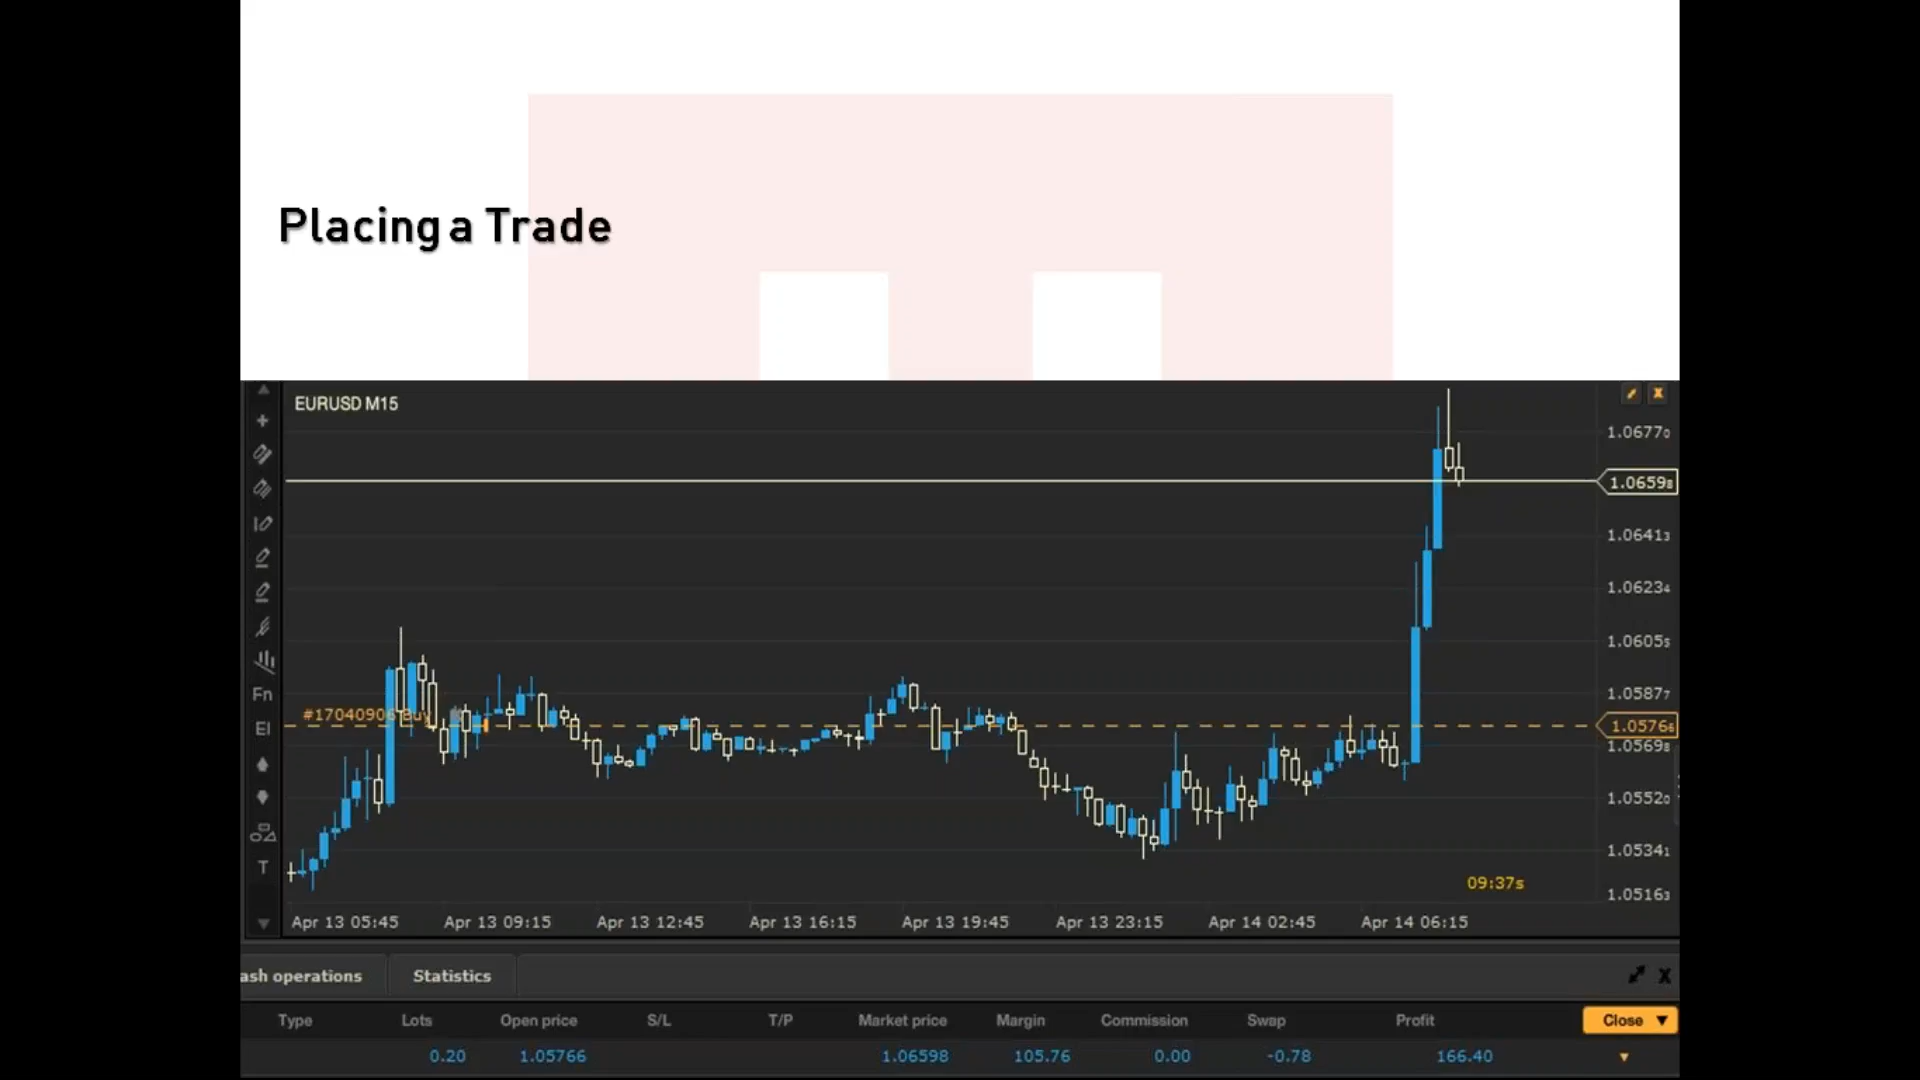 Placing a Trade
EURUSD M15
1.06770
1.06598
1.06413
1.06234
1.06055
1.05877
#17040906 Buy
1.05766
1.05698
1.05520
1.05341
1.05163
Fn
El
T
09:37s
Apr 13 05:45 Apr 13 09:15 Apr 13 12:45 Apr 13 16:15 Apr 13 19:45 Apr 13 23:15 Apr 14 02:45 Apr 14 06:15
ash operations Statistics
Type Lots Open price S/L T/P Market price Margin Commission Swap Profit Close
0.20 1.05766 1.06598 105.76 0.00 -0.78 166.40